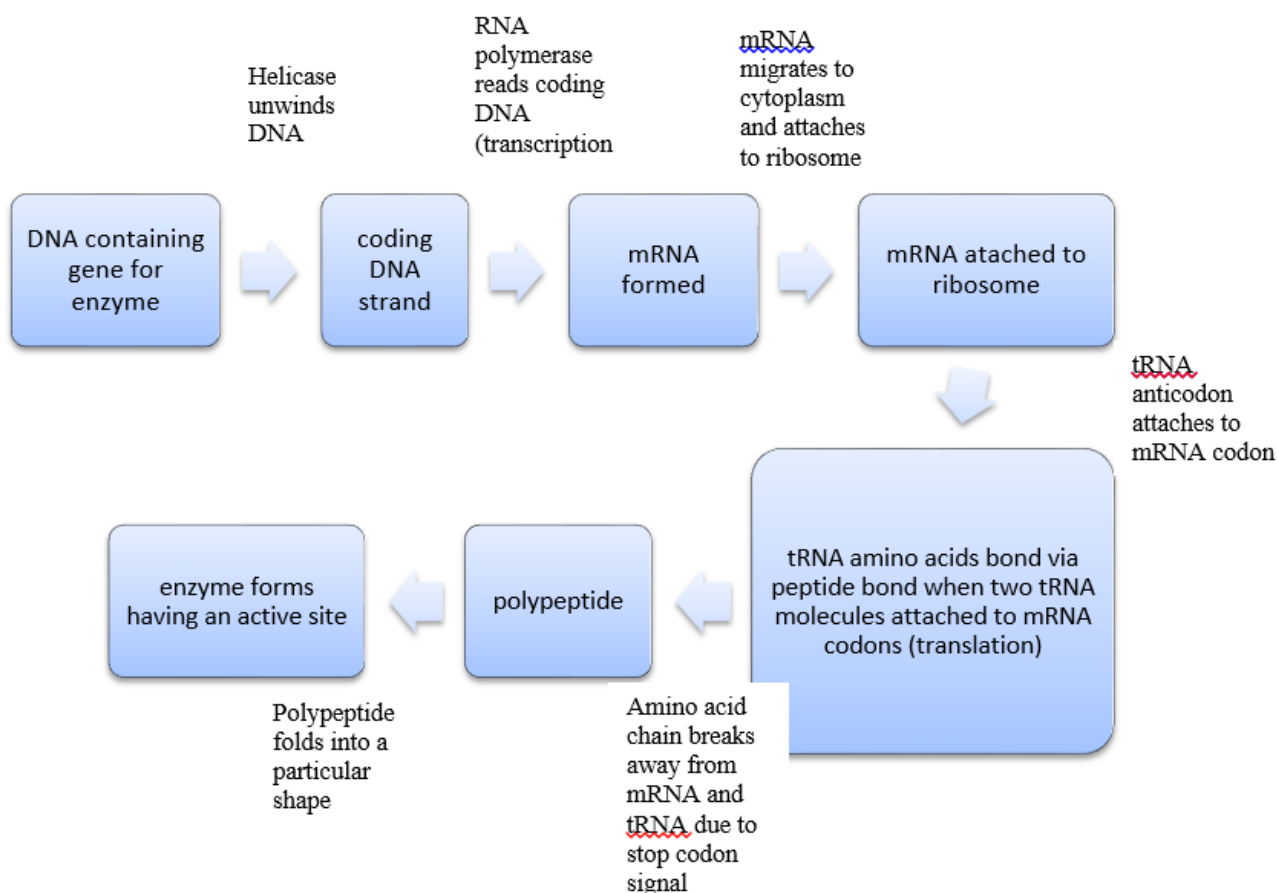 Helicase
unwinds
DNA
RNA
polymerase
reads coding
DNA
(transcription
mRNA
migrates to
cytoplasm
and attaches
to ribosome
DNA containing
gene for
enzyme
coding
DNA
strand
mRNA
formed
mRNA atached to
ribosome
tRNA
anticodon
attaches to
mRNA codon
tRNA amino acids bond via
peptide bond when two tRNA
molecules attached to mRNA
codons (translation)
polypeptide
enzyme forms
having an active site
Amino acid
chain breaks
away from
mRNA and
tRNA due to
stop codon
signal
Polypeptide
folds into a
particular
shape